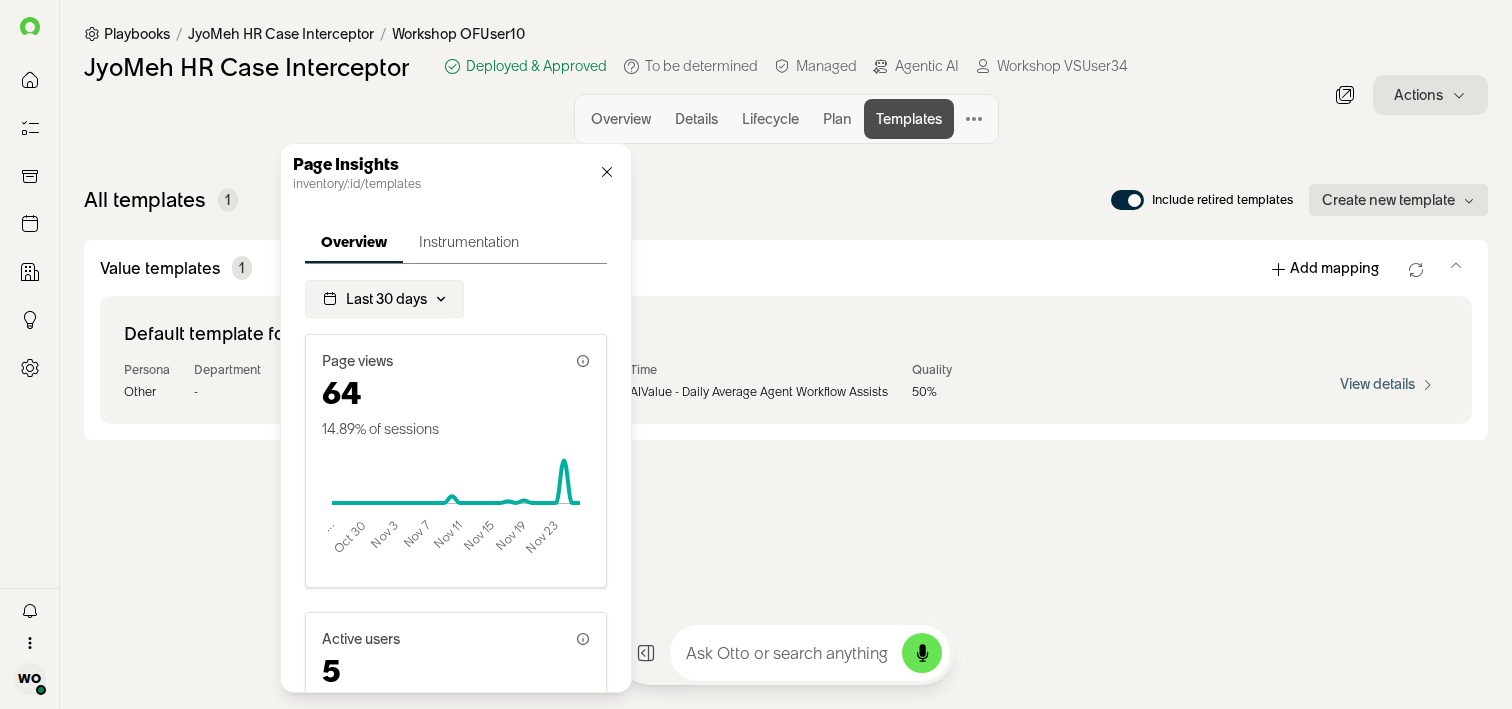 Playbooks / JyoMeh HR Case Interceptor / Workshop OFUser10
JyoMeh HR Case Interceptor
Deployed & Approved
To be determined
Managed
Agentic AI
Workshop VSUser34
Actions
Overview
Details
Lifecycle
Plan
Templates
Page Insights
inventory/:id/templates
Overview
Instrumentation
Last 30 days
Page views
64
14.89% of sessions
...
Oct 30
Nov 3
Nov 7
Nov 11
Nov 15
Nov 19
Nov 23
Active users
5
All templates 1
Include retired templates
Create new template
Value templates 1
Add mapping
Default template fo
Persona
Other
Department
-
Time
AIValue - Daily Average Agent Workflow Assists
Quality
50%
View details
Ask Otto or search anything
WO